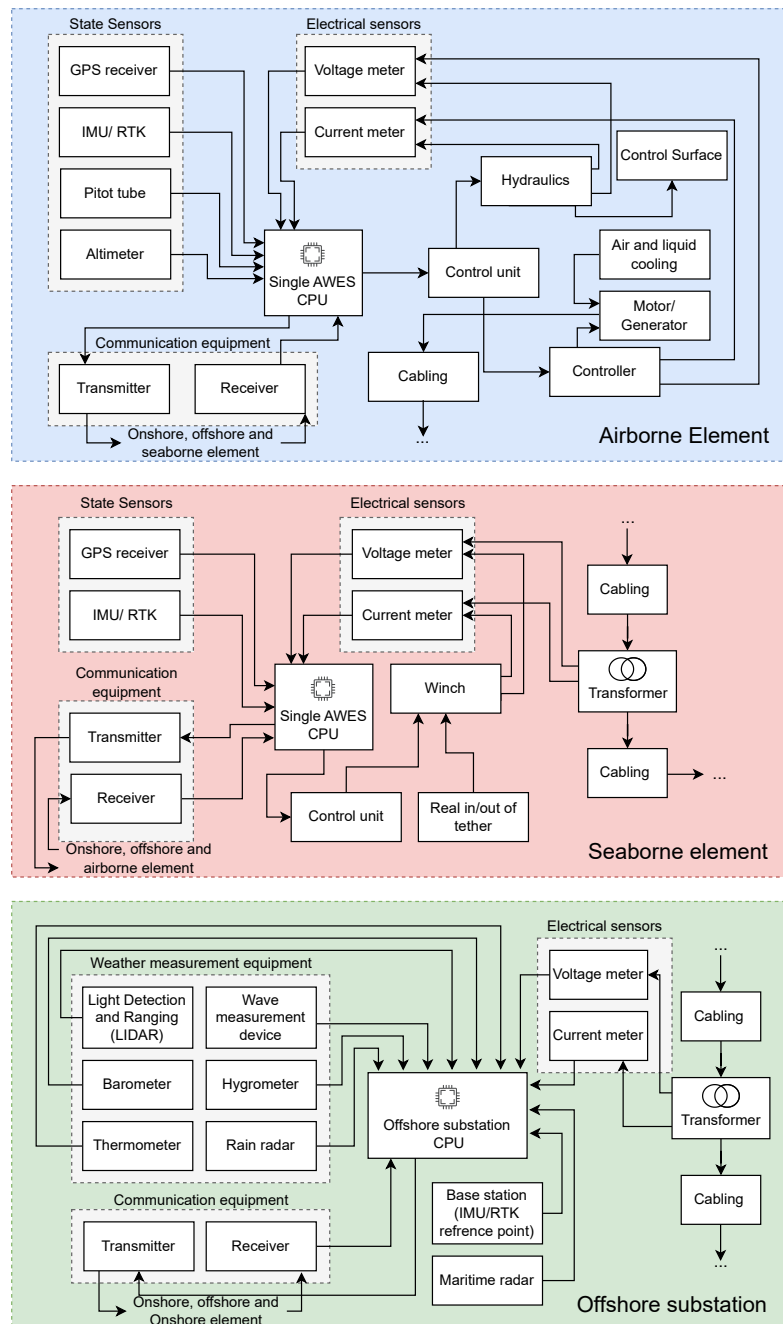 State Sensors
Electrical sensors
GPS receiver
Voltage meter
IMU/ RTK
Current meter
Control Surface
Hydraulics
Pitot tube
Altimeter
Single AWES
CPU
Control unit
Air and liquid
cooling
Motor/
Generator
Communication equipment
Cabling
Controller
Transmitter
Receiver
Onshore, offshore and
seaborne element
...
Airborne Element
State Sensors
Electrical sensors
...
GPS receiver
Voltage meter
Cabling
IMU/ RTK
Current meter
Communication
equipment
Single AWES
CPU
Winch
Transformer
Transmitter
Cabling
...
Receiver
Control unit
Real in/out of
tether
Onshore, offshore and
airborne element
Seaborne element
Electrical sensors
Weather measurement equipment
...
Light Detection
and Ranging
(LIDAR)
Wave
measurement
device
Voltage meter
Cabling
Current meter
Barometer
Hygrometer
Offshore substation
CPU
Transformer
Thermometer
Rain radar
Communication equipment
Base station
(IMU/RTK
refrence point)
Cabling
Transmitter
Receiver
Maritime radar
...
Onshore, offshore and
Onshore element
Offshore substation